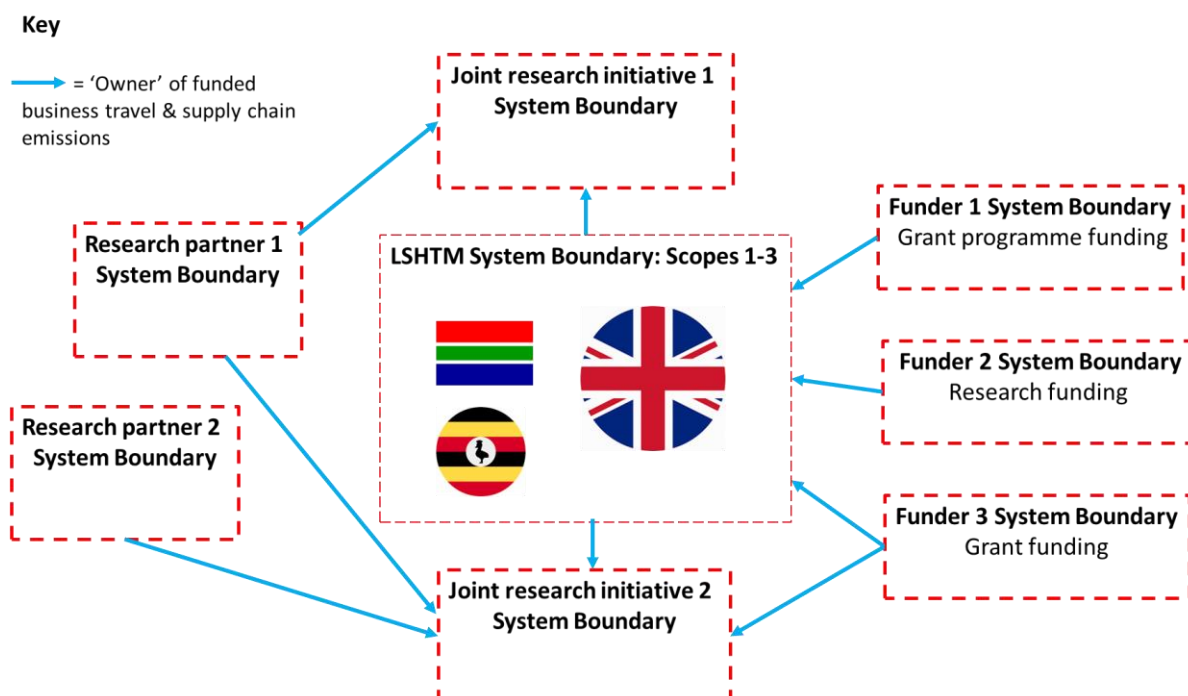 Key
= ‘Owner’ of funded
business travel & supply chain
emissions
Joint research initiative 1
System Boundary
Research partner 1
System Boundary
Research partner 2
System Boundary
LSHTM System Boundary: Scopes 1-3
Joint research initiative 2
System Boundary
Funder 1 System Boundary
Grant programme funding
Funder 2 System Boundary
Research funding
Funder 3 System Boundary
Grant funding